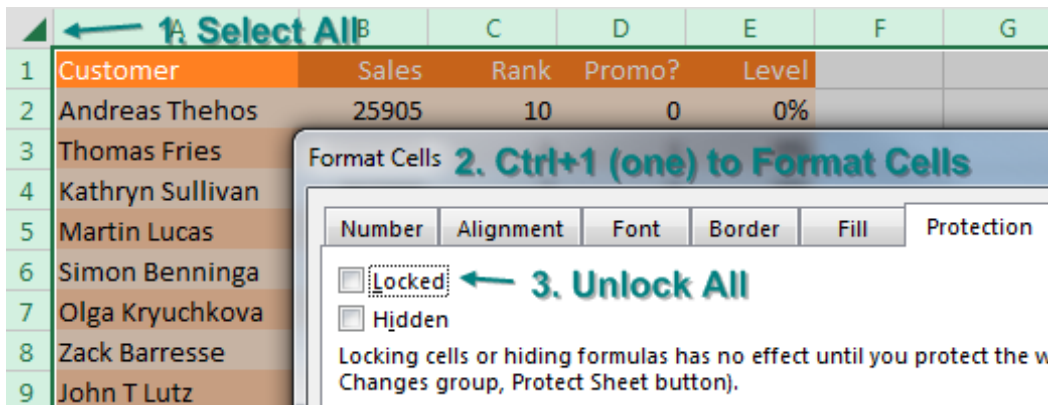 1. Select All
A B C D E F G
1 Customer Sales Rank Promo? Level
2 Andreas Thehos 25905 10 0 0%
3 Thomas Fries
Format Cells 2. Ctrl+1 (one) to Format Cells
4 Kathryn Sullivan
Number Alignment Font Border Fill Protection
5 Martin Lucas
6 Simon Benninga
Locked 3. Unlock All
7 Olga Kryuchkova
Hidden
8 Zack Barresse
Locking cells or hiding formulas has no effect until you protect the w
9 John T Lutz
Changes group, Protect Sheet button).